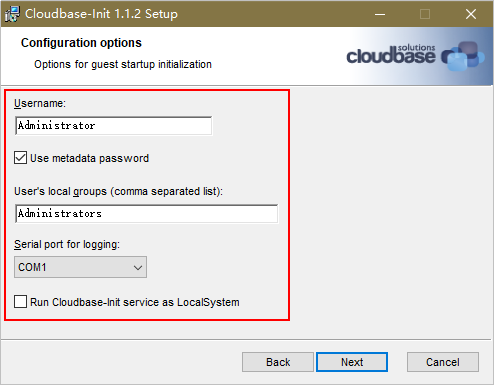 Cloudbase-Init 1.1.2 Setup
Configuration options
Options for guest startup initialization
cloudbase solutions
Username:
Administrator
Use metadata password
User's local groups (comma separated list):
Administrators
Serial port for logging:
COM1
Run Cloudbase-Init service as LocalSystem
Back Next Cancel